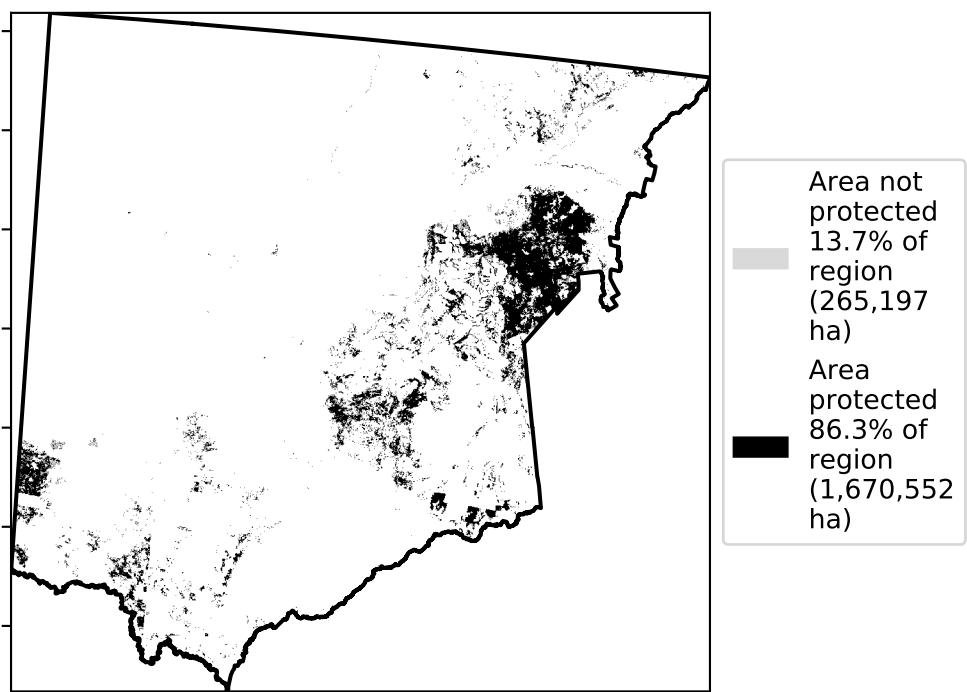 Area not
protected
13.7% of
region
(265,197
ha)
Area
protected
86.3% of
region
(1,670,552
ha)